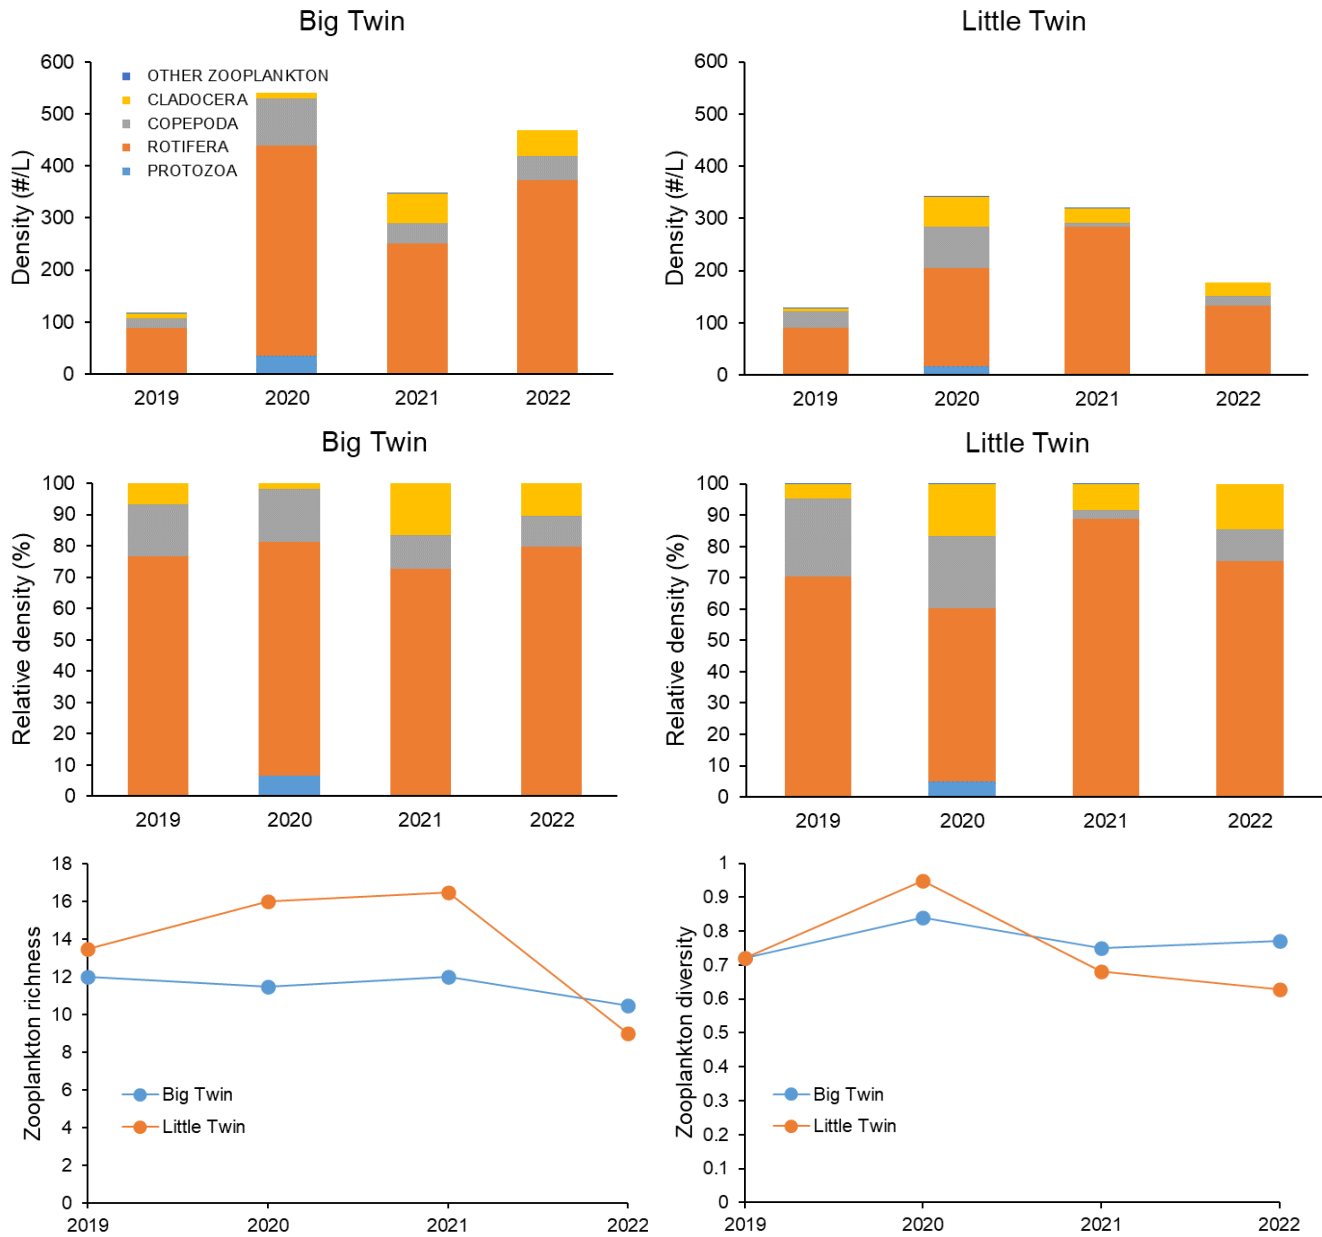 Big Twin
Little Twin
Density (#/L)
600
500
400
300
200
100
0
OTHER ZOOPLANKTON
CLADOCERA
COPEPODA
ROTIFERA
PROTOZOA
2019 2020 2021 2022
Density (#/L)
600
500
400
300
200
100
0
2019 2020 2021 2022
Big Twin
Little Twin
Relative density (%)
100
90
80
70
60
50
40
30
20
10
0
2019 2020 2021 2022
Relative density (%)
100
90
80
70
60
50
40
30
20
10
0
2019 2020 2021 2022
Zooplankton richness
18
16
14
12
10
8
6
4
2
0
Big Twin
Little Twin
2019 2020 2021 2022
Zooplankton diversity
1
0.9
0.8
0.7
0.6
0.5
0.4
0.3
0.2
0.1
0
Big Twin
Little Twin
2019 2020 2021 2022